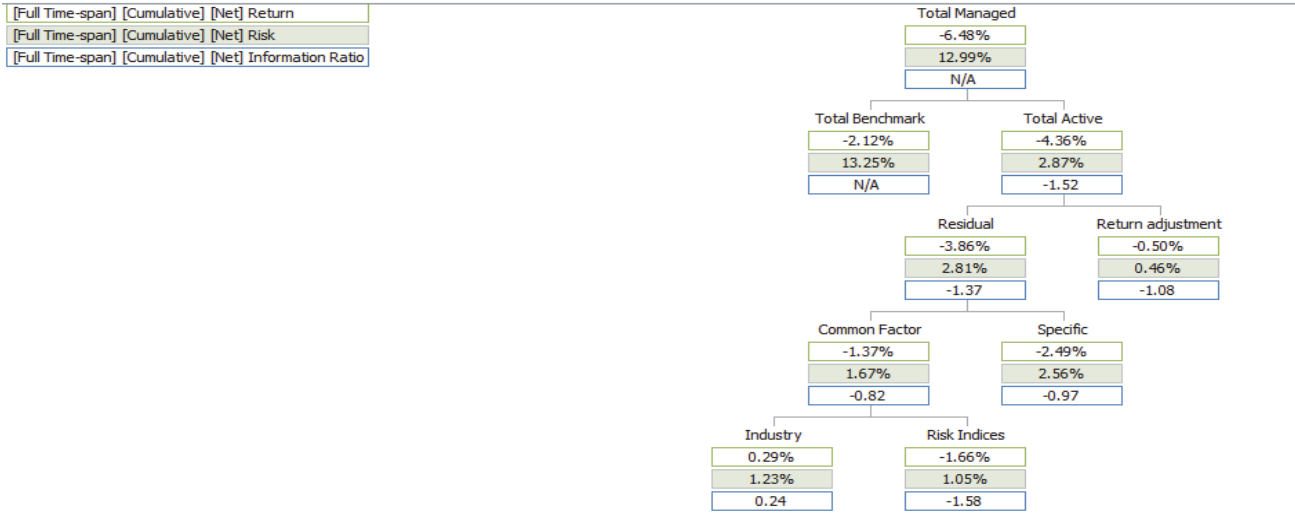 [Full Time-span] [Cumulative] [Net] Return
[Full Time-span] [Cumulative] [Net] Risk
[Full Time-span] [Cumulative] [Net] Information Ratio
Total Managed
-6.48%
12.99%
N/A
Total Benchmark Total Active
-2.12% -4.36%
13.25% 2.87%
N/A -1.52
Residual Return adjustment
-3.86% -0.50%
2.81% 0.46%
-1.37 -1.08
Common Factor Specific
-1.37% -2.49%
1.67% 2.56%
-0.82 -0.97
Industry Risk Indices
0.29% -1.66%
1.23% 1.05%
0.24 -1.58